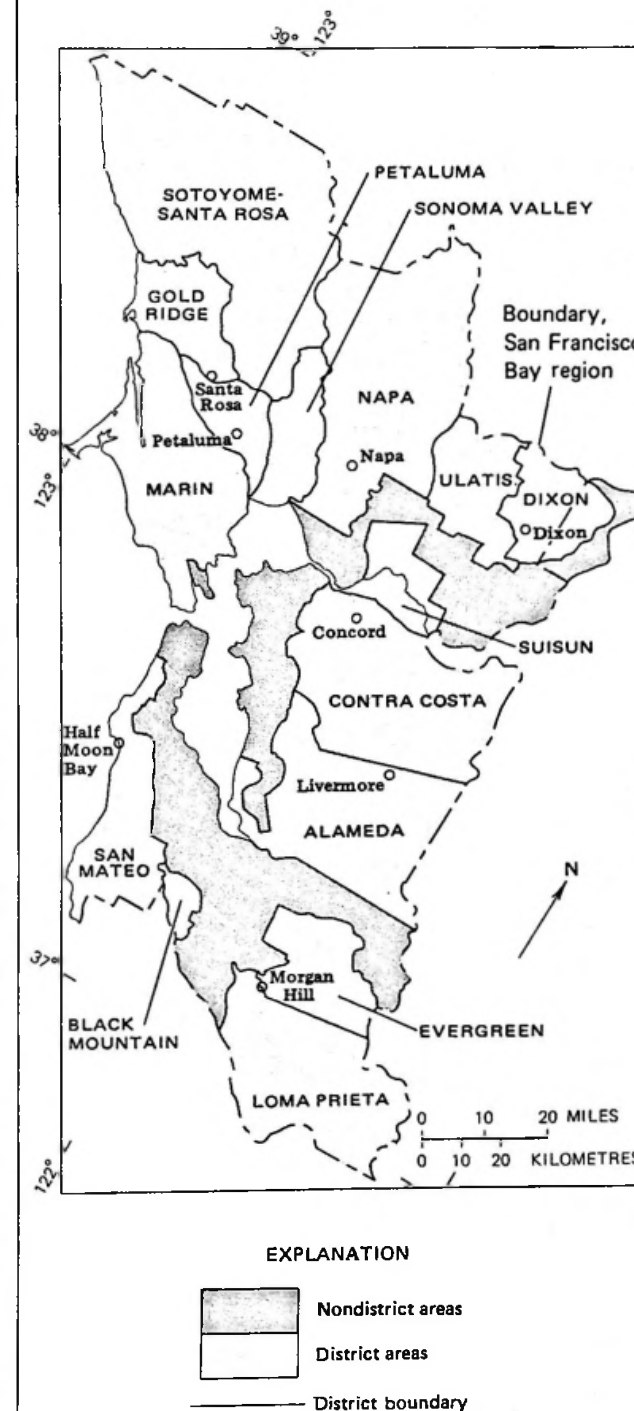 39°
123°
PETALUMA
SOTOYOME-
SANTA ROSA
SONOMA VALLEY
GOLD
RIDGE
Boundary,
San Francisco
Bay region
Santa
Rosa
NAPA
38°
Petaluma
Napa
ULATIS
DIXON
123°
MARIN
Dixon
Concord
SUISUN
CONTRA COSTA
Half
Moon
Bay
Livermore
ALAMEDA
SAN
MATEO
N
37°
Morgan
Hill
BLACK
MOUNTAIN
EVERGREEN
LOMA PRIETA
0 10 20 MILES
0 10 20 KILOMETRES
122°
EXPLANATION
Nondistrict areas
District areas
District boundary